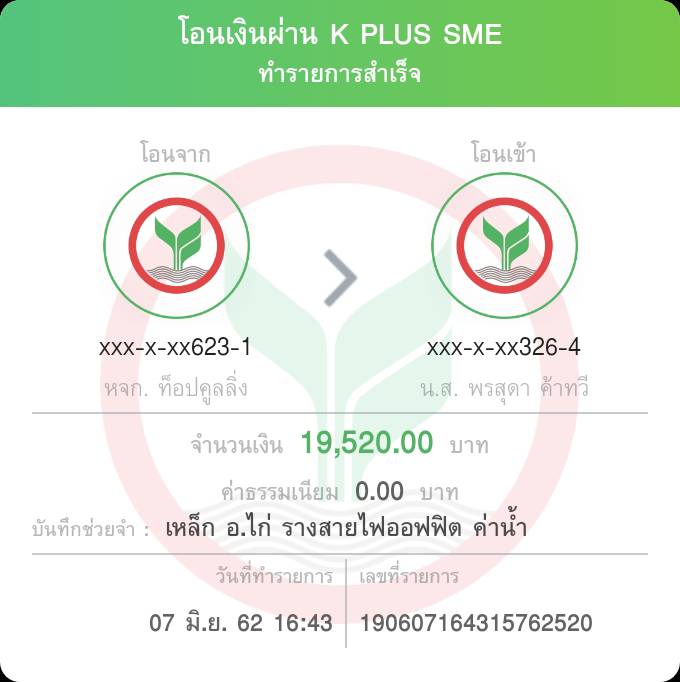 โอนเงินผ่าน K PLUS SME
ทำรายการสำเร็จ
โอนจาก
โอนเข้า
xxx-x-xx623-1
xxx-x-xx326-4
หจก. ท็อปคูลลิ่ง
น.ส. พรสุดา ค้าทวี
จำนวนเงิน 19,520.00 บาท
ค่าธรรมเนียม 0.00 บาท
บันทึกช่วยจำ : เหล็ก อ.ไก่ รางสายไฟออฟฟิต ค่าน้ำ
วันที่ทำรายการ เลขที่รายการ
07 มิ.ย. 62 16:43 190607164315762520